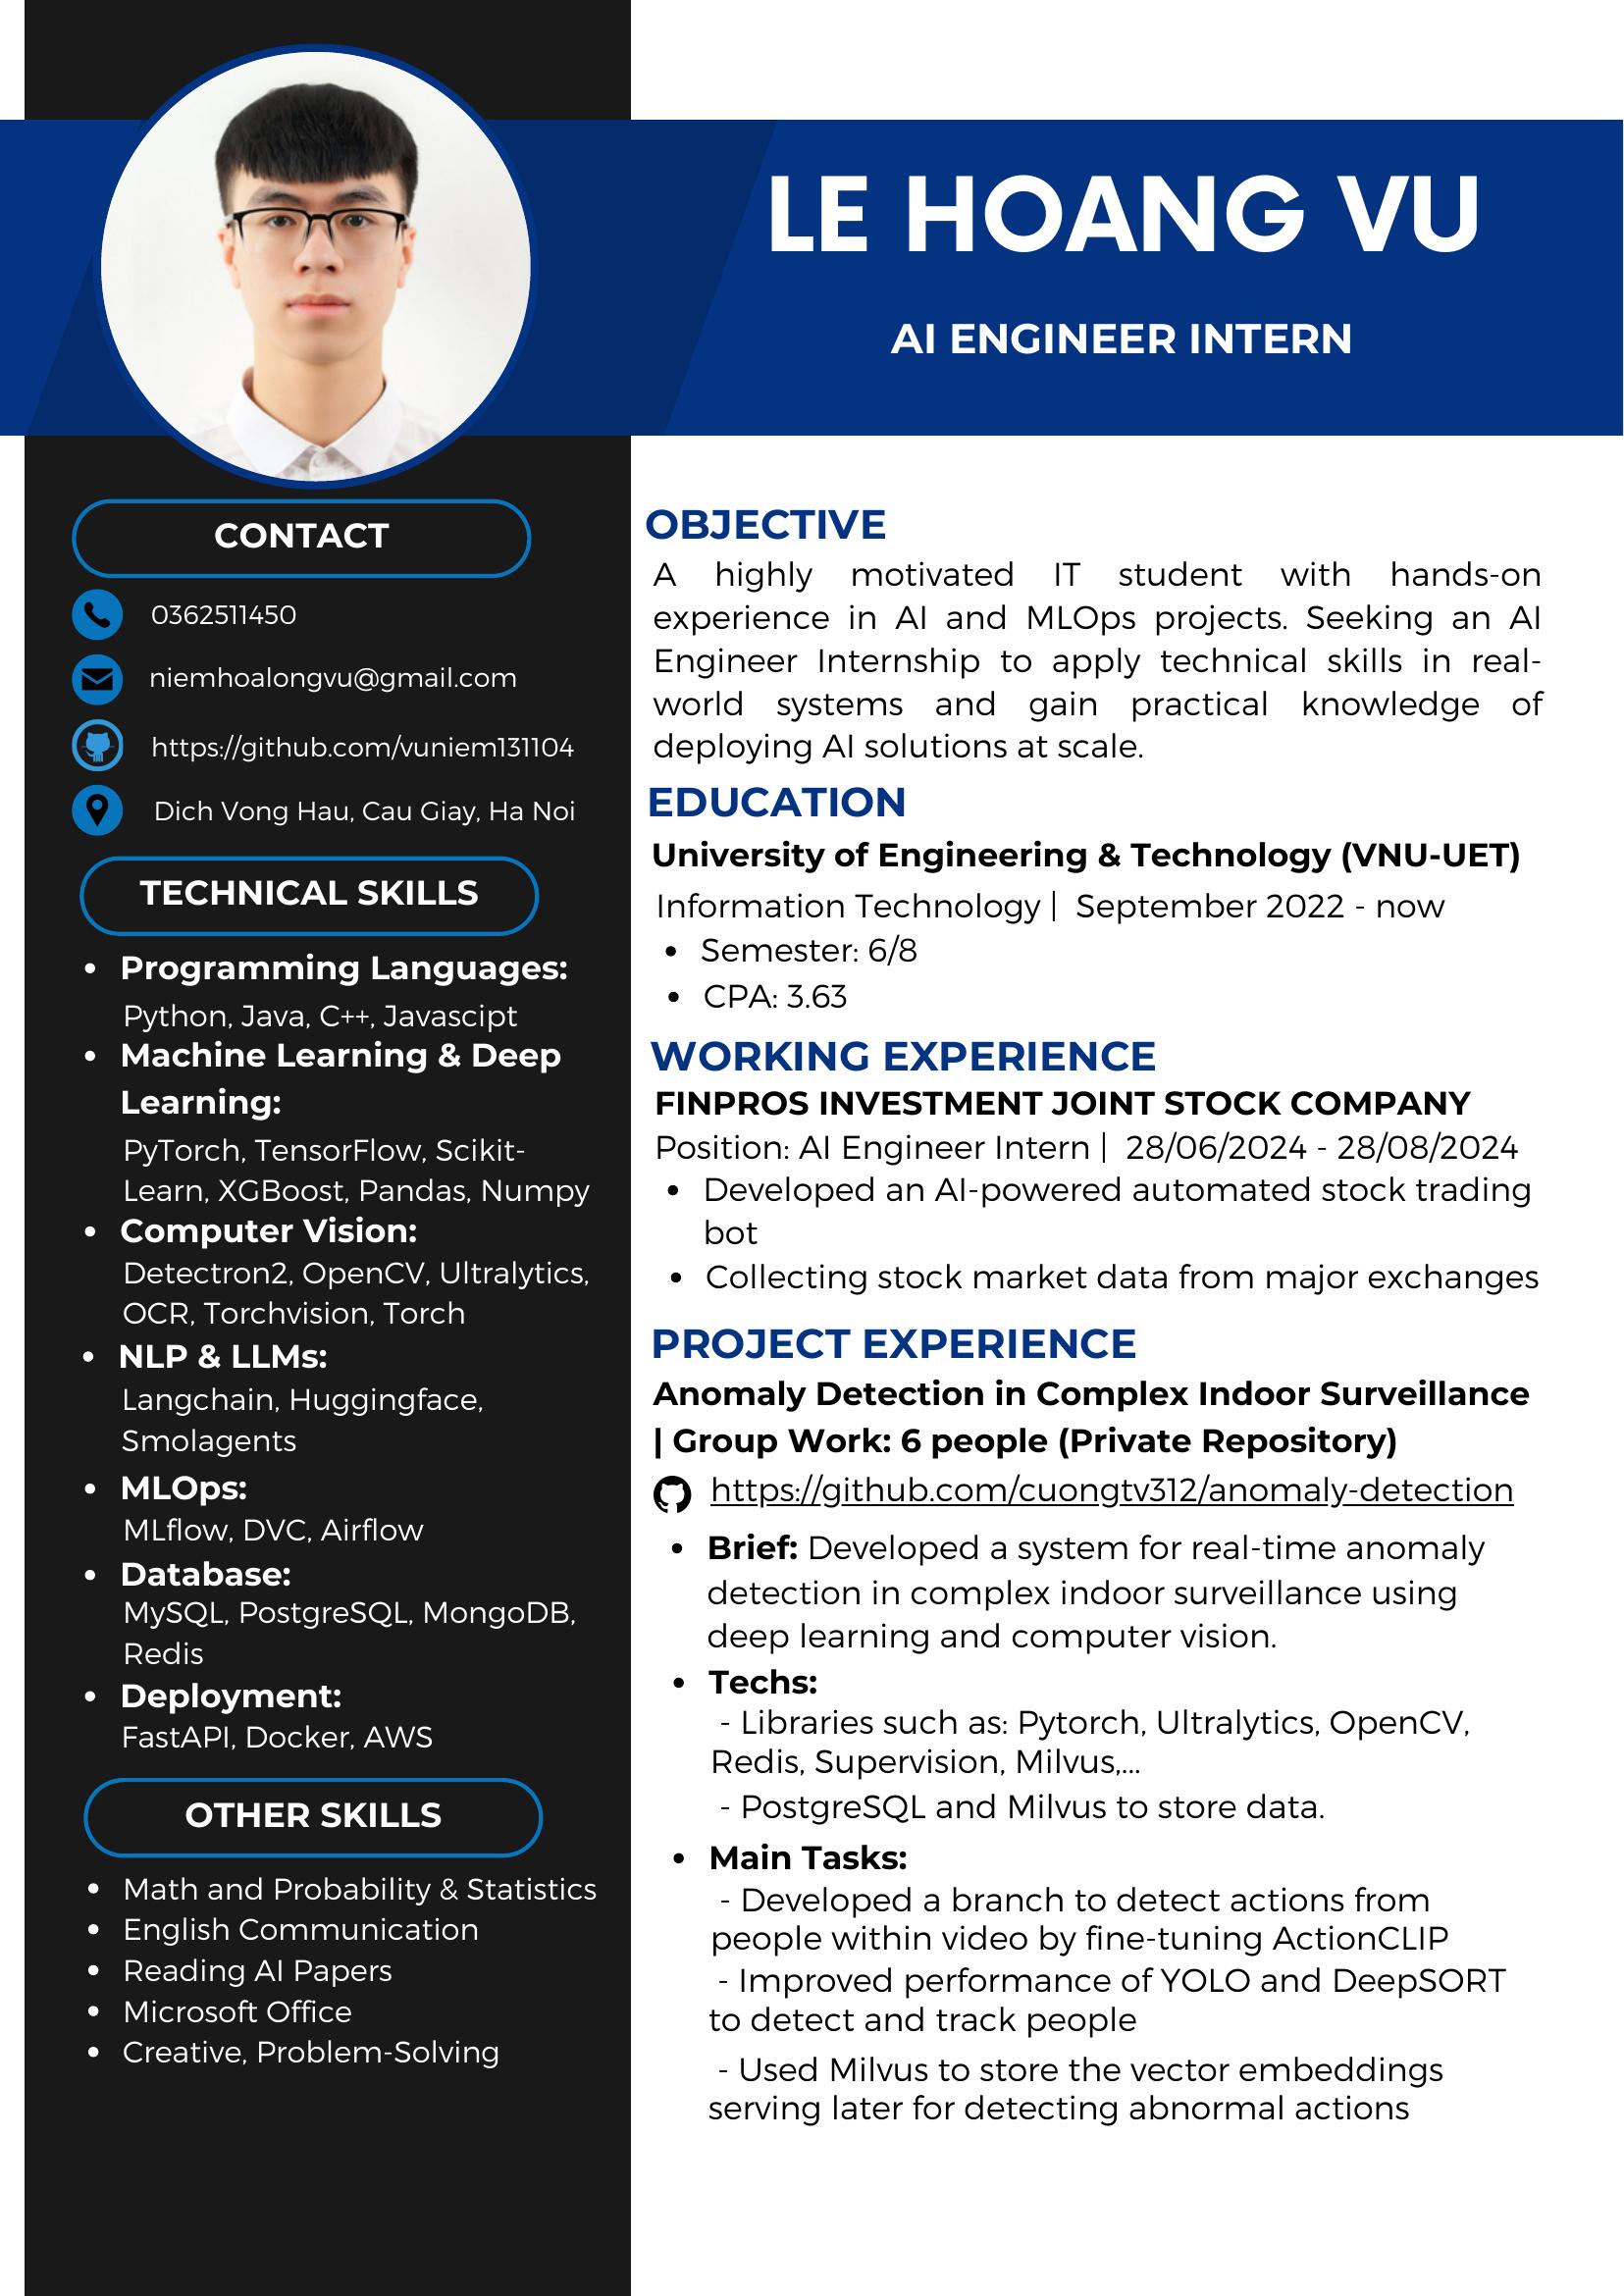 LE HOANG VU
AI ENGINEER INTERN
CONTACT
0362511450
niemhoalongvu@gmail.com
https://github.com/vuniem131104
Dich Vong Hau, Cau Giay, Ha Noi
TECHNICAL SKILLS
• Programming Languages:
Python, Java, C++, Javascipt
• Machine Learning & Deep
Learning:
PyTorch, TensorFlow, Scikit-
Learn, XGBoost, Pandas, Numpy
• Computer Vision:
Detectron2, OpenCV, Ultralytics,
OCR, Torchvision, Torch
• NLP & LLMs:
Langchain, Huggingface,
Smolagents
• MLOps:
MLflow, DVC, Airflow
• Database:
MySQL, PostgreSQL, MongoDB,
Redis
• Deployment:
FastAPI, Docker, AWS
OTHER SKILLS
• Math and Probability & Statistics
• English Communication
• Reading AI Papers
• Microsoft Office
• Creative, Problem-Solving
OBJECTIVE
A highly motivated IT student with hands-on
experience in AI and MLOps projects. Seeking an AI
Engineer Internship to apply technical skills in real-
world systems and gain practical knowledge of
deploying AI solutions at scale.
EDUCATION
University of Engineering & Technology (VNU-UET)
Information Technology | September 2022 - now
• Semester: 6/8
• CPA: 3.63
WORKING EXPERIENCE
FINPROS INVESTMENT JOINT STOCK COMPANY
Position: AI Engineer Intern | 28/06/2024 - 28/08/2024
• Developed an AI-powered automated stock trading
bot
• Collecting stock market data from major exchanges
PROJECT EXPERIENCE
Anomaly Detection in Complex Indoor Surveillance
| Group Work: 6 people (Private Repository)
https://github.com/cuongtv312/anomaly-detection
• Brief: Developed a system for real-time anomaly
detection in complex indoor surveillance using
deep learning and computer vision.
• Techs:
- Libraries such as: Pytorch, Ultralytics, OpenCV,
Redis, Supervision, Milvus,...
- PostgreSQL and Milvus to store data.
• Main Tasks:
- Developed a branch to detect actions from
people within video by fine-tuning ActionCLIP
- Improved performance of YOLO and DeepSORT
to detect and track people
- Used Milvus to store the vector embeddings
serving later for detecting abnormal actions